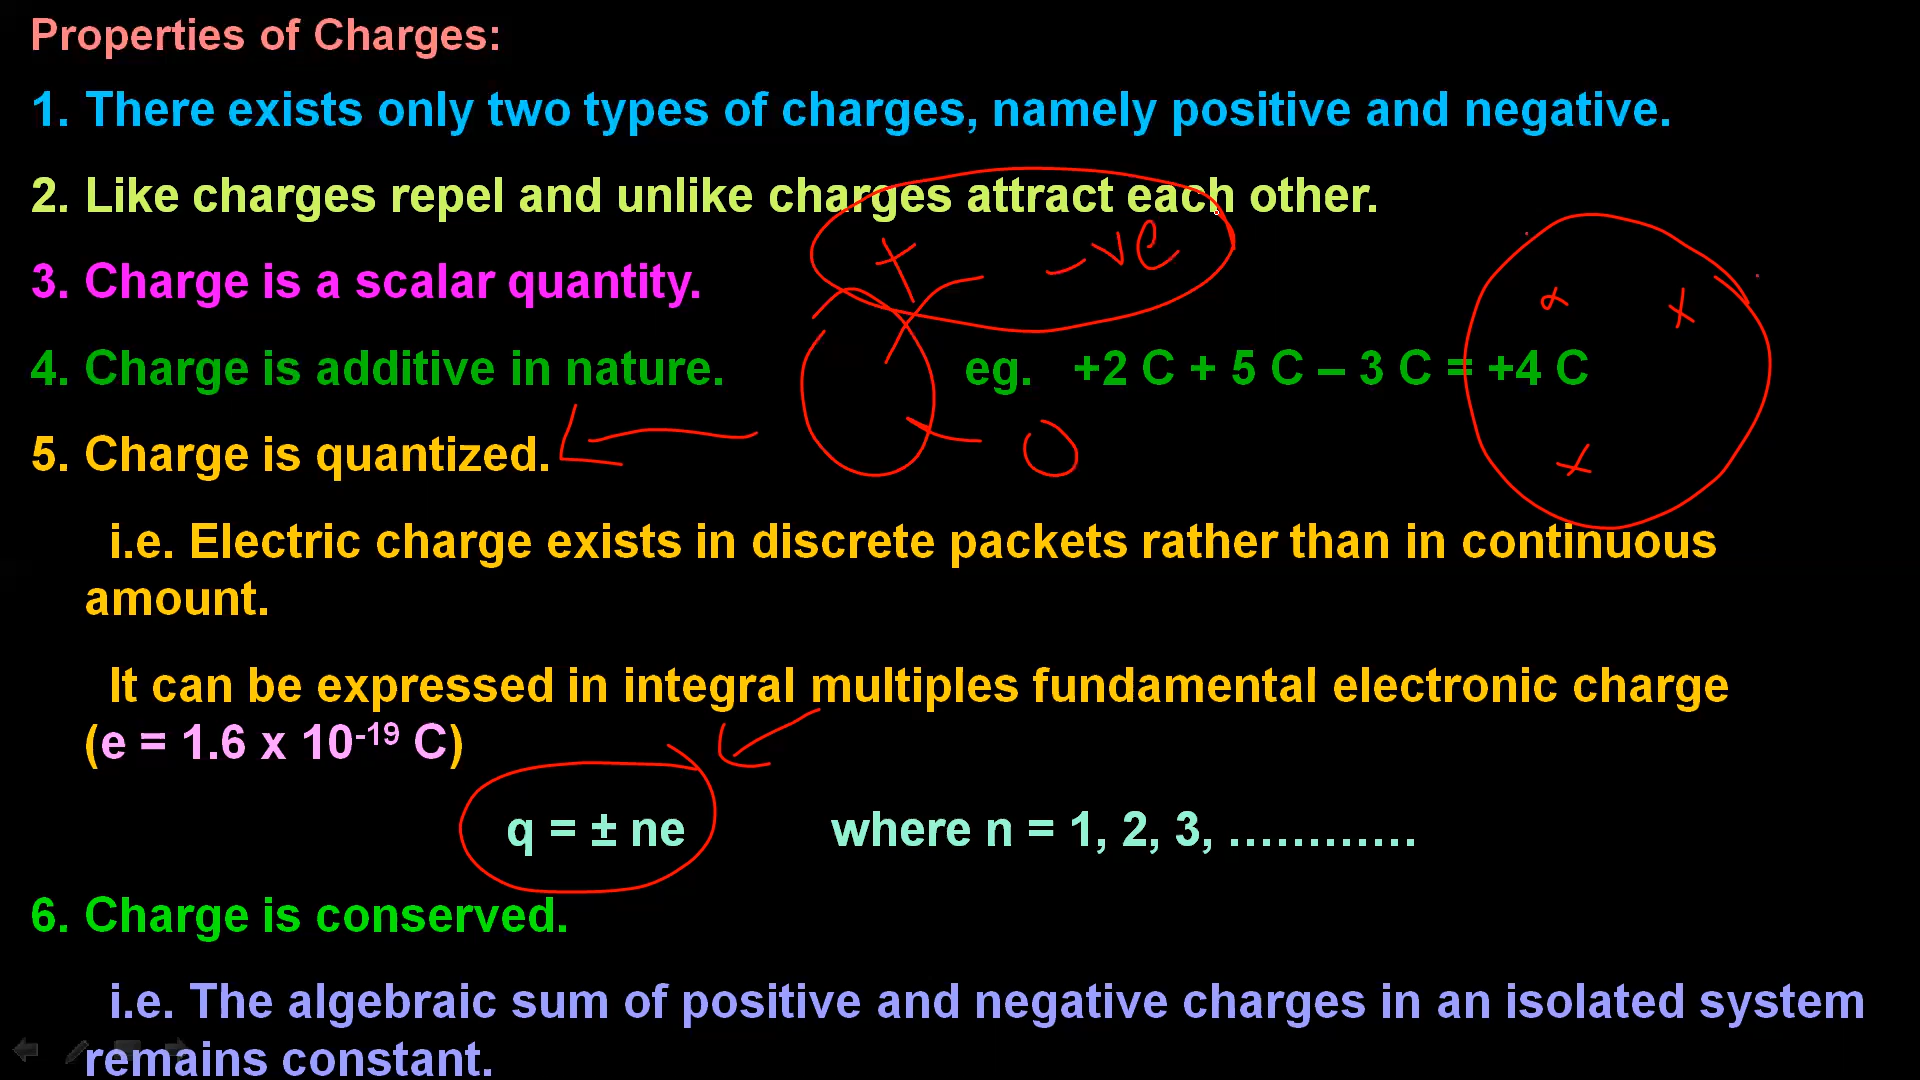 Properties of Charges:
1. There exists only two types of charges, namely positive and negative.
2. Like charges repel and unlike charges attract each other.
+ -ve
3. Charge is a scalar quantity.
4. Charge is additive in nature. eg. +2 C + 5 C – 3 C = +4 C
5. Charge is quantized.
i.e. Electric charge exists in discrete packets rather than in continuous
amount.
It can be expressed in integral multiples fundamental electronic charge
(e = 1.6 x 10⁻¹⁹ C)
q = ± ne where n = 1, 2, 3, …………
6. Charge is conserved.
i.e. The algebraic sum of positive and negative charges in an isolated system
remains constant.